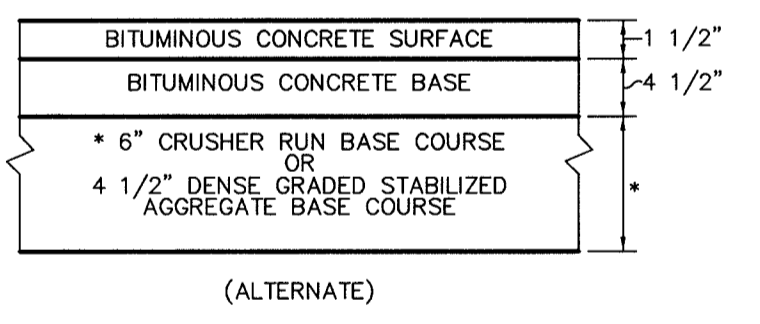 BITUMINOUS CONCRETE SURFACE
1 1/2"
BITUMINOUS CONCRETE BASE
4 1/2"
* 6" CRUSHER RUN BASE COURSE
OR
4 1/2" DENSE GRADED STABILIZED
AGGREGATE BASE COURSE
*
(ALTERNATE)